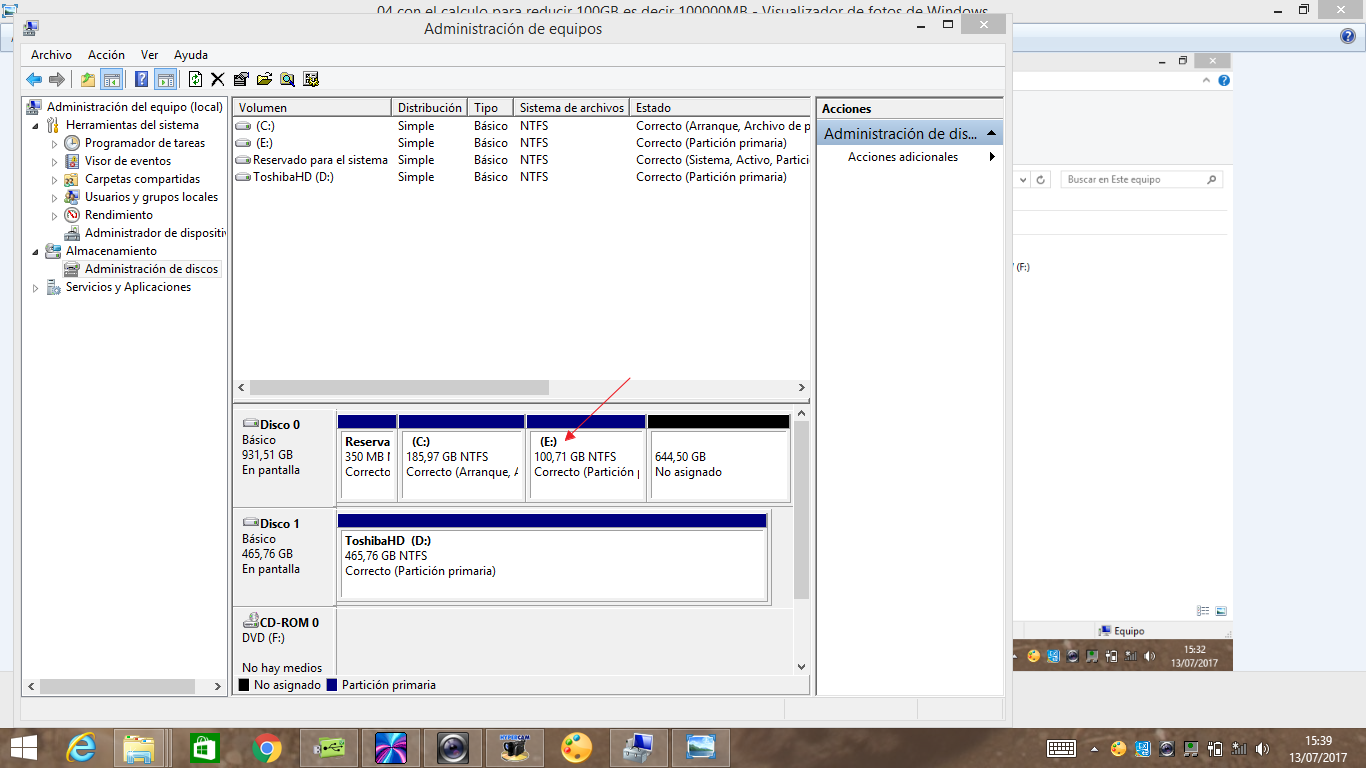 04 con el calculo para reducir 100GB es decir 100000MB - Visualizador de fotos de Windows
Administración de equipos
Archivo Acción Ver Ayuda
Administración del equipo (local)
Herramientas del sistema
Programador de tareas
Visor de eventos
Carpetas compartidas
Usuarios y grupos locales
Rendimiento
Administrador de dispositi
Almacenamiento
Administración de discos
Servicios y Aplicaciones
Volumen Distribución Tipo Sistema de archivos Estado
(C:) Simple Básico NTFS Correcto (Arranque, Archivo de p
(E:) Simple Básico NTFS Correcto (Partición primaria)
Reservado para el sistema Simple Básico NTFS Correcto (Sistema, Activo, Partici
ToshibaHD (D:) Simple Básico NTFS Correcto (Partición primaria)
Acciones
Administración de dis...
Acciones adicionales
Buscar en Este equipo
(F:)
Disco 0
Básico
931,51 GB
En pantalla
Reserva
350 MB
Correcto
(C:)
185,97 GB NTFS
Correcto (Arranque, A
(E:)
100,71 GB NTFS
Correcto (Partición
644,50 GB
No asignado
Disco 1
Básico
465,76 GB
En pantalla
ToshibaHD (D:)
465,76 GB NTFS
Correcto (Partición primaria)
CD-ROM 0
DVD (F:)
No hay medios
No asignado Partición primaria
Equipo
15:32
13/07/2017
HYPERCAM
15:39
13/07/2017